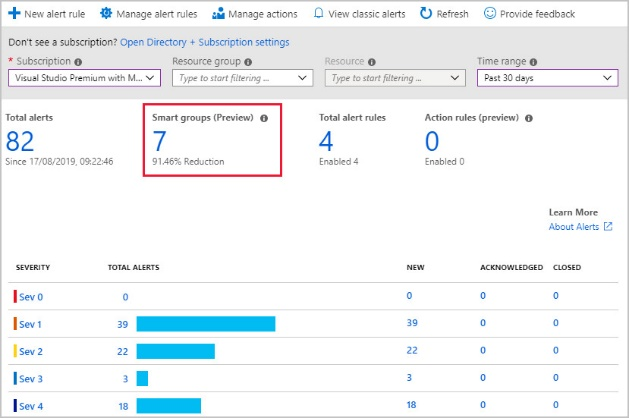 New alert rule Manage alert rules Manage actions View classic alerts Refresh Provide feedback
Don't see a subscription? Open Directory + Subscription settings
* Subscription Resource group Resource Time range
Visual Studio Premium with M... Type to start filtering ... Type to start filtering ... Past 30 days
Total alerts Smart groups (Preview) Total alert rules Action rules (preview)
82 7 4 0
Since 17/08/2019, 09:22:46 91.46% Reduction Enabled 4 Enabled 0
Learn More
About Alerts
SEVERITY TOTAL ALERTS NEW ACKNOWLEDGED CLOSED
Sev 0 0 0 0 0
Sev 1 39 39 0 0
Sev 2 22 22 0 0
Sev 3 3 3 0 0
Sev 4 18 18 0 0